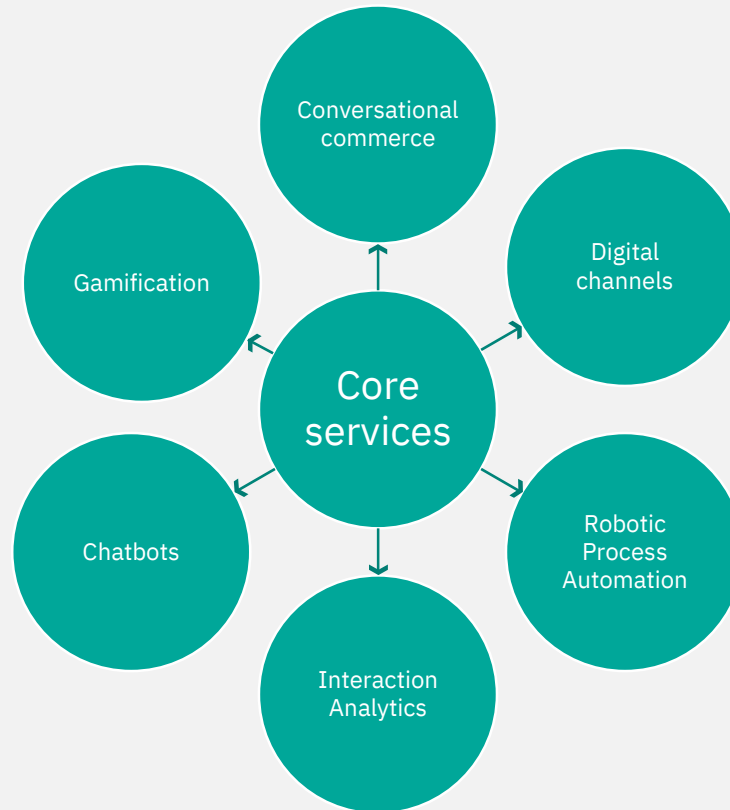 Conversational
commerce
Digital
channels
Gamification
Core
services
Robotic
Process
Automation
Chatbots
Interaction
Analytics